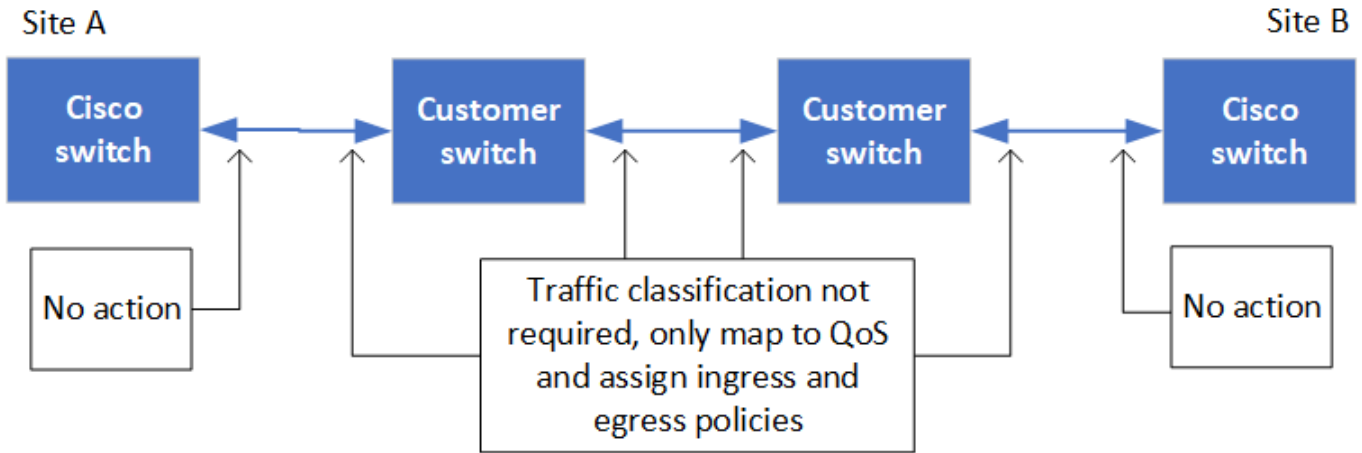 Site A
Site B
Cisco
switch
Customer
switch
Customer
switch
Cisco
switch
No action
Traffic classification not
required, only map to QoS
and assign ingress and
egress policies
No action